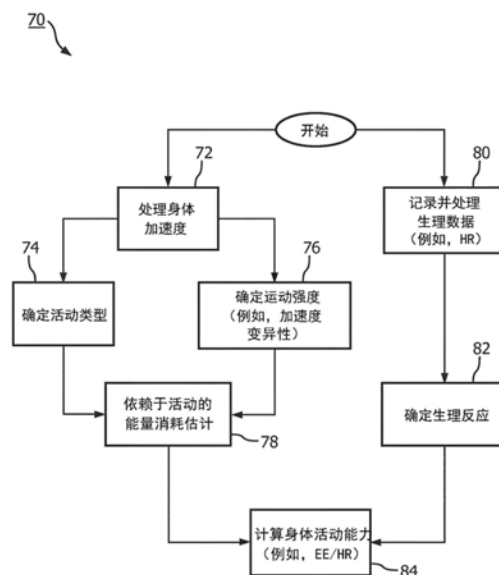 70
开始
72
处理身体
加速度
80
记录并处理
生理数据
(例如，HR)
74
确定活动类型
76
确定运动强度
(例如，加速度
变异性)
82
确定生理反应
依赖于活动的
能量消耗估计
78
计算身体活动能力
(例如，EE/HR)
84